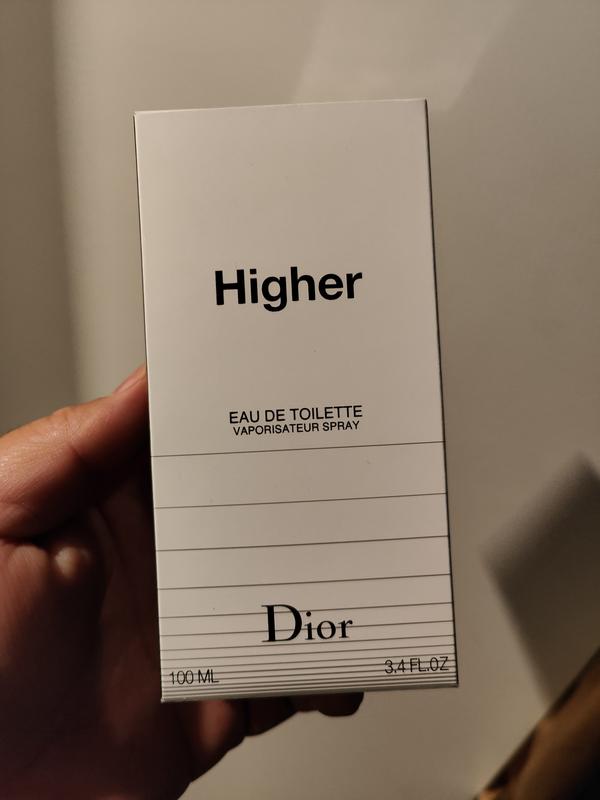 Higher
EAU DE TOILETTE
VAPORISATEUR SPRAY
Dior
100 ML 3,4 FL.OZ